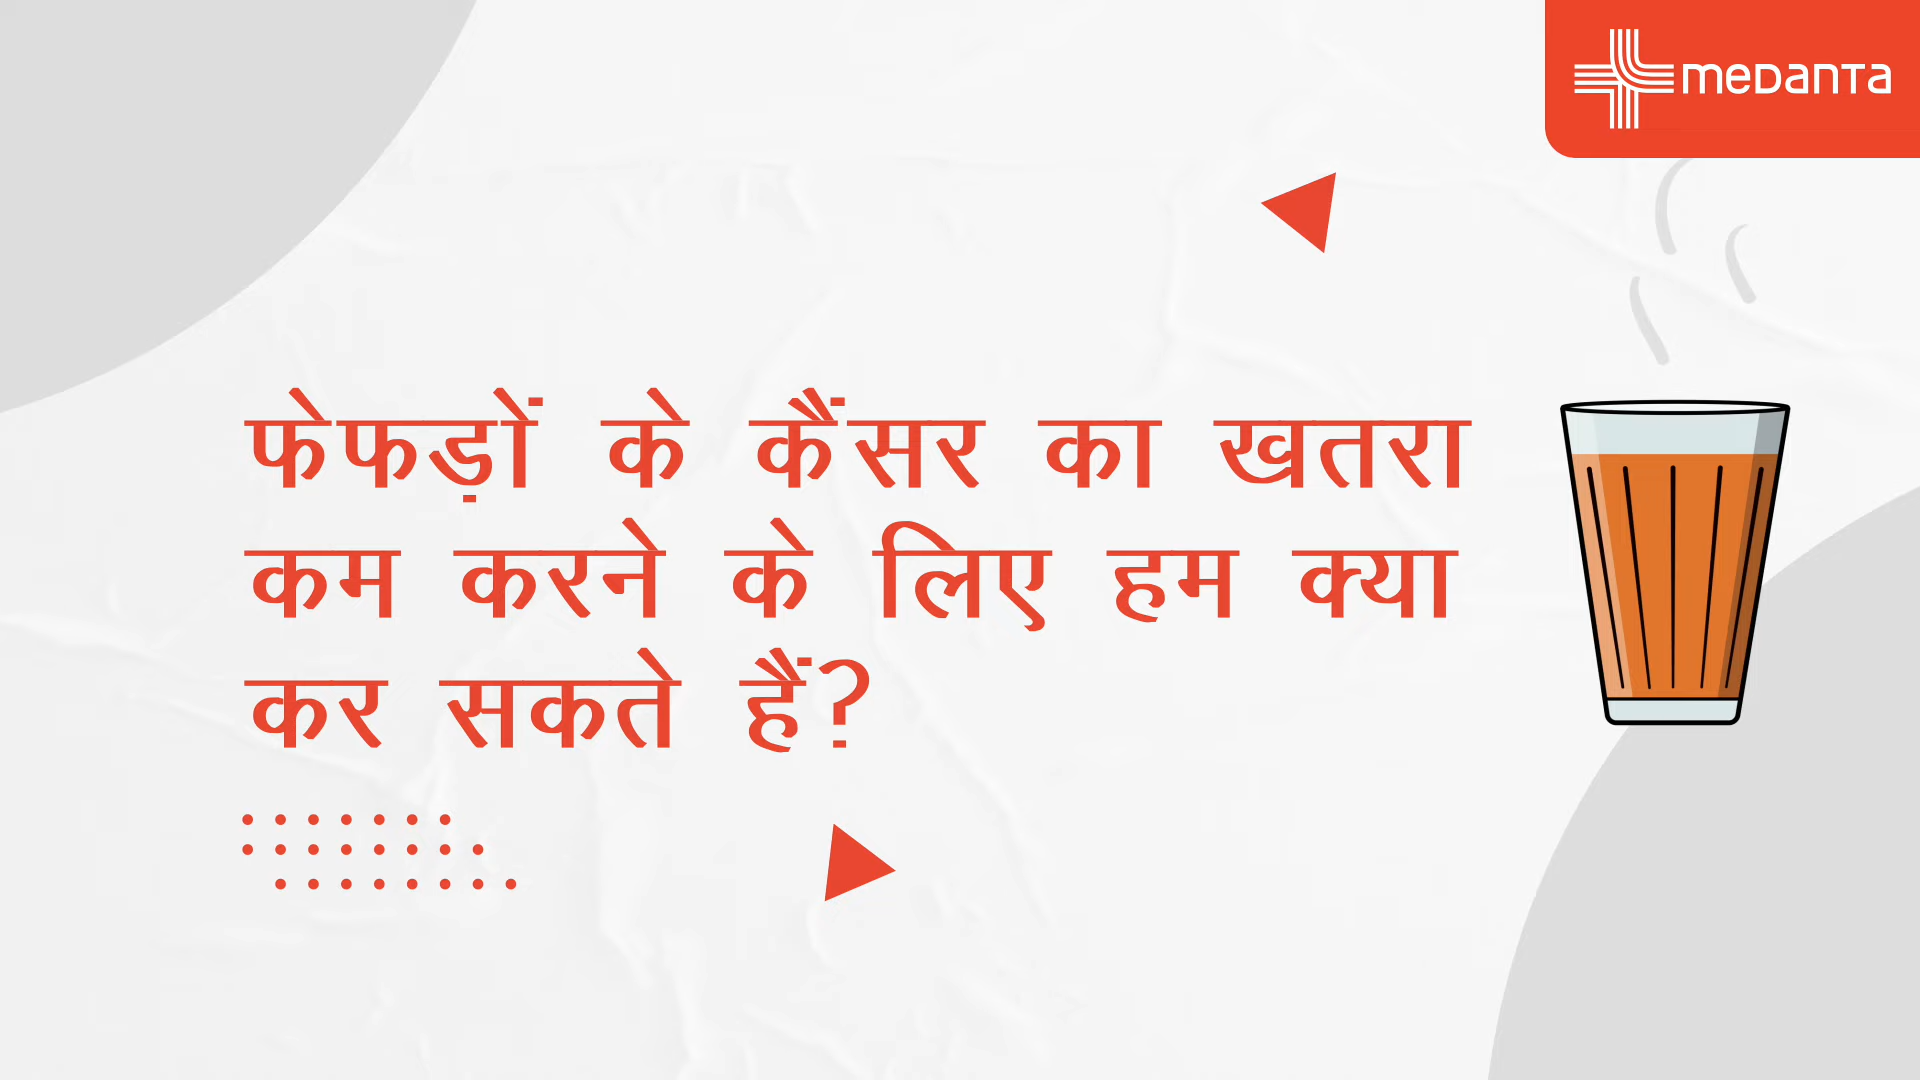 medanta
फेफड़ों के कैंसर का खतरा
कम करने के लिए हम क्या
कर सकते हैं?